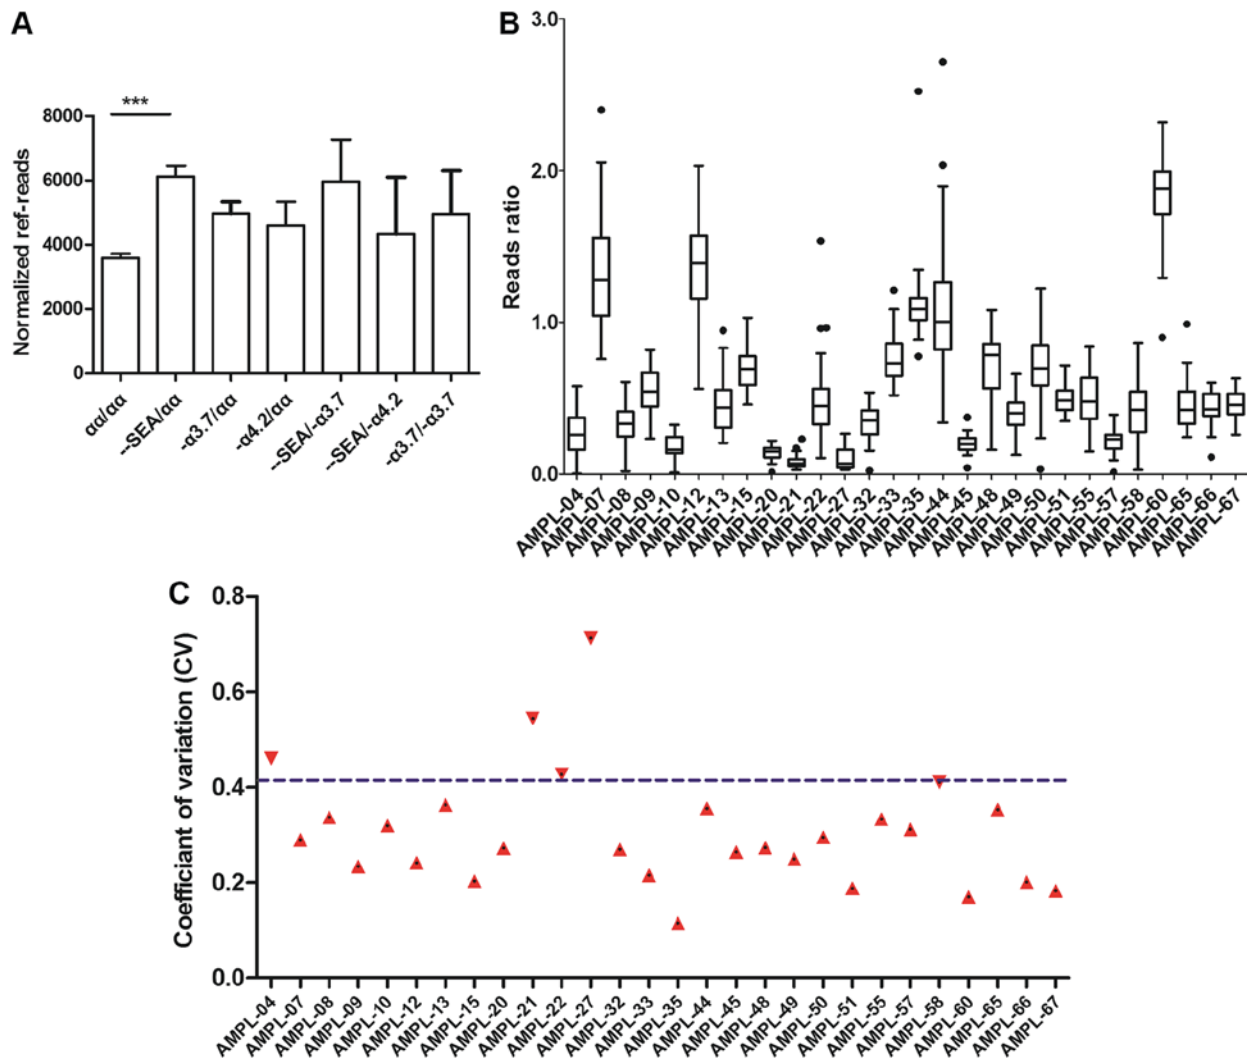 A
***
Normalized ref-reads
8000
6000
4000
2000
0
αα/αα
--SEA/αα
-α3.7/αα
-α4.2/αα
--SEA/-α3.7
--SEA/-α4.2
-α3.7/-α3.7
B
Reads ratio
3.0
2.0
1.0
0.0
AMPL-04
AMPL-07
AMPL-08
AMPL-09
AMPL-10
AMPL-12
AMPL-13
AMPL-15
AMPL-20
AMPL-21
AMPL-22
AMPL-27
AMPL-32
AMPL-33
AMPL-35
AMPL-44
AMPL-45
AMPL-48
AMPL-49
AMPL-50
AMPL-51
AMPL-55
AMPL-57
AMPL-58
AMPL-60
AMPL-65
AMPL-66
AMPL-67
C
Coefficiant of variation (CV)
0.8
0.6
0.4
0.2
0.0
AMPL-04
AMPL-07
AMPL-08
AMPL-09
AMPL-10
AMPL-12
AMPL-13
AMPL-15
AMPL-20
AMPL-21
AMPL-22
AMPL-27
AMPL-32
AMPL-33
AMPL-35
AMPL-44
AMPL-45
AMPL-48
AMPL-49
AMPL-50
AMPL-51
AMPL-55
AMPL-57
AMPL-58
AMPL-60
AMPL-65
AMPL-66
AMPL-67